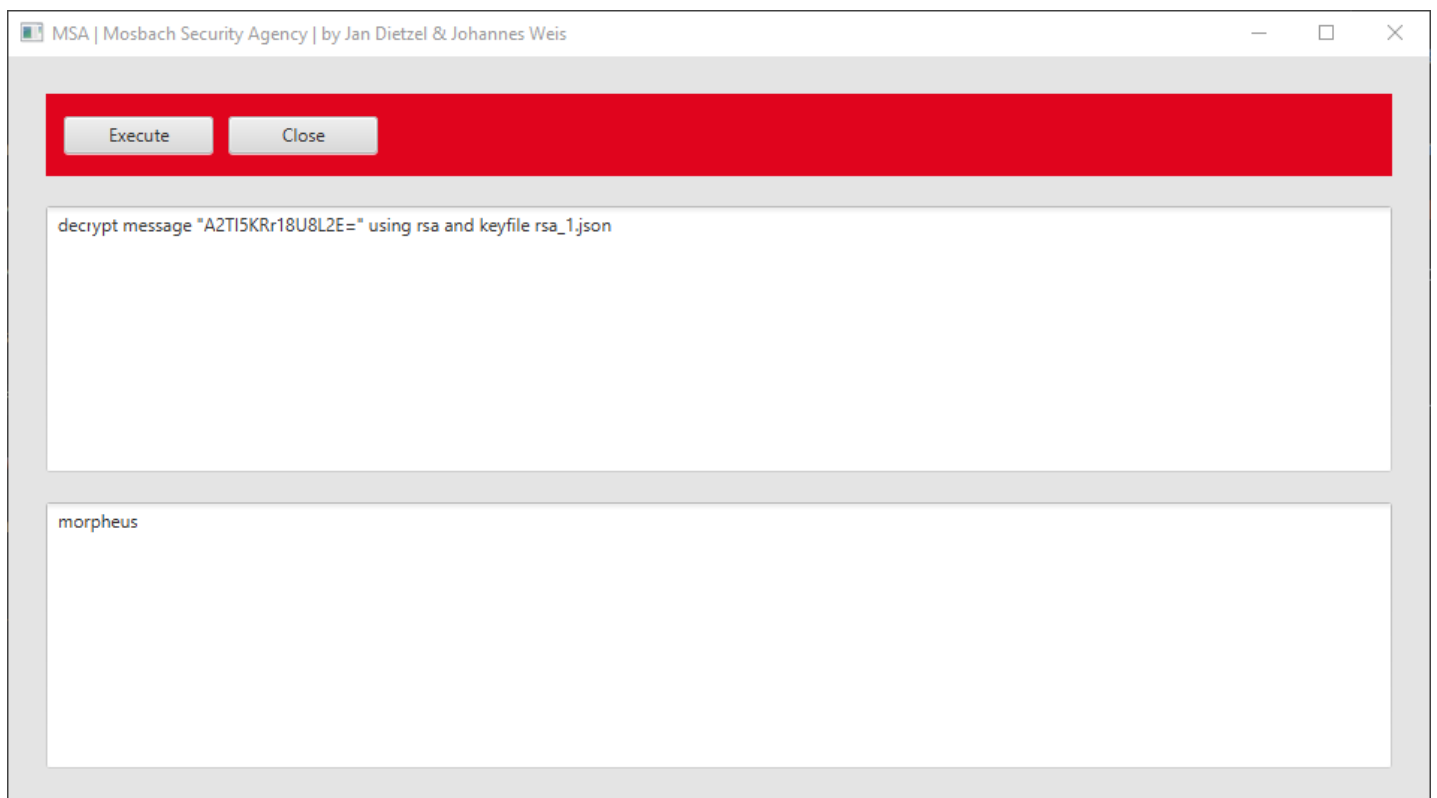 MSA | Mosbach Security Agency | by Jan Dietzel & Johannes Weis
Execute Close
decrypt message "A2TI5KRr18U8L2E=" using rsa and keyfile rsa_1.json
morpheus